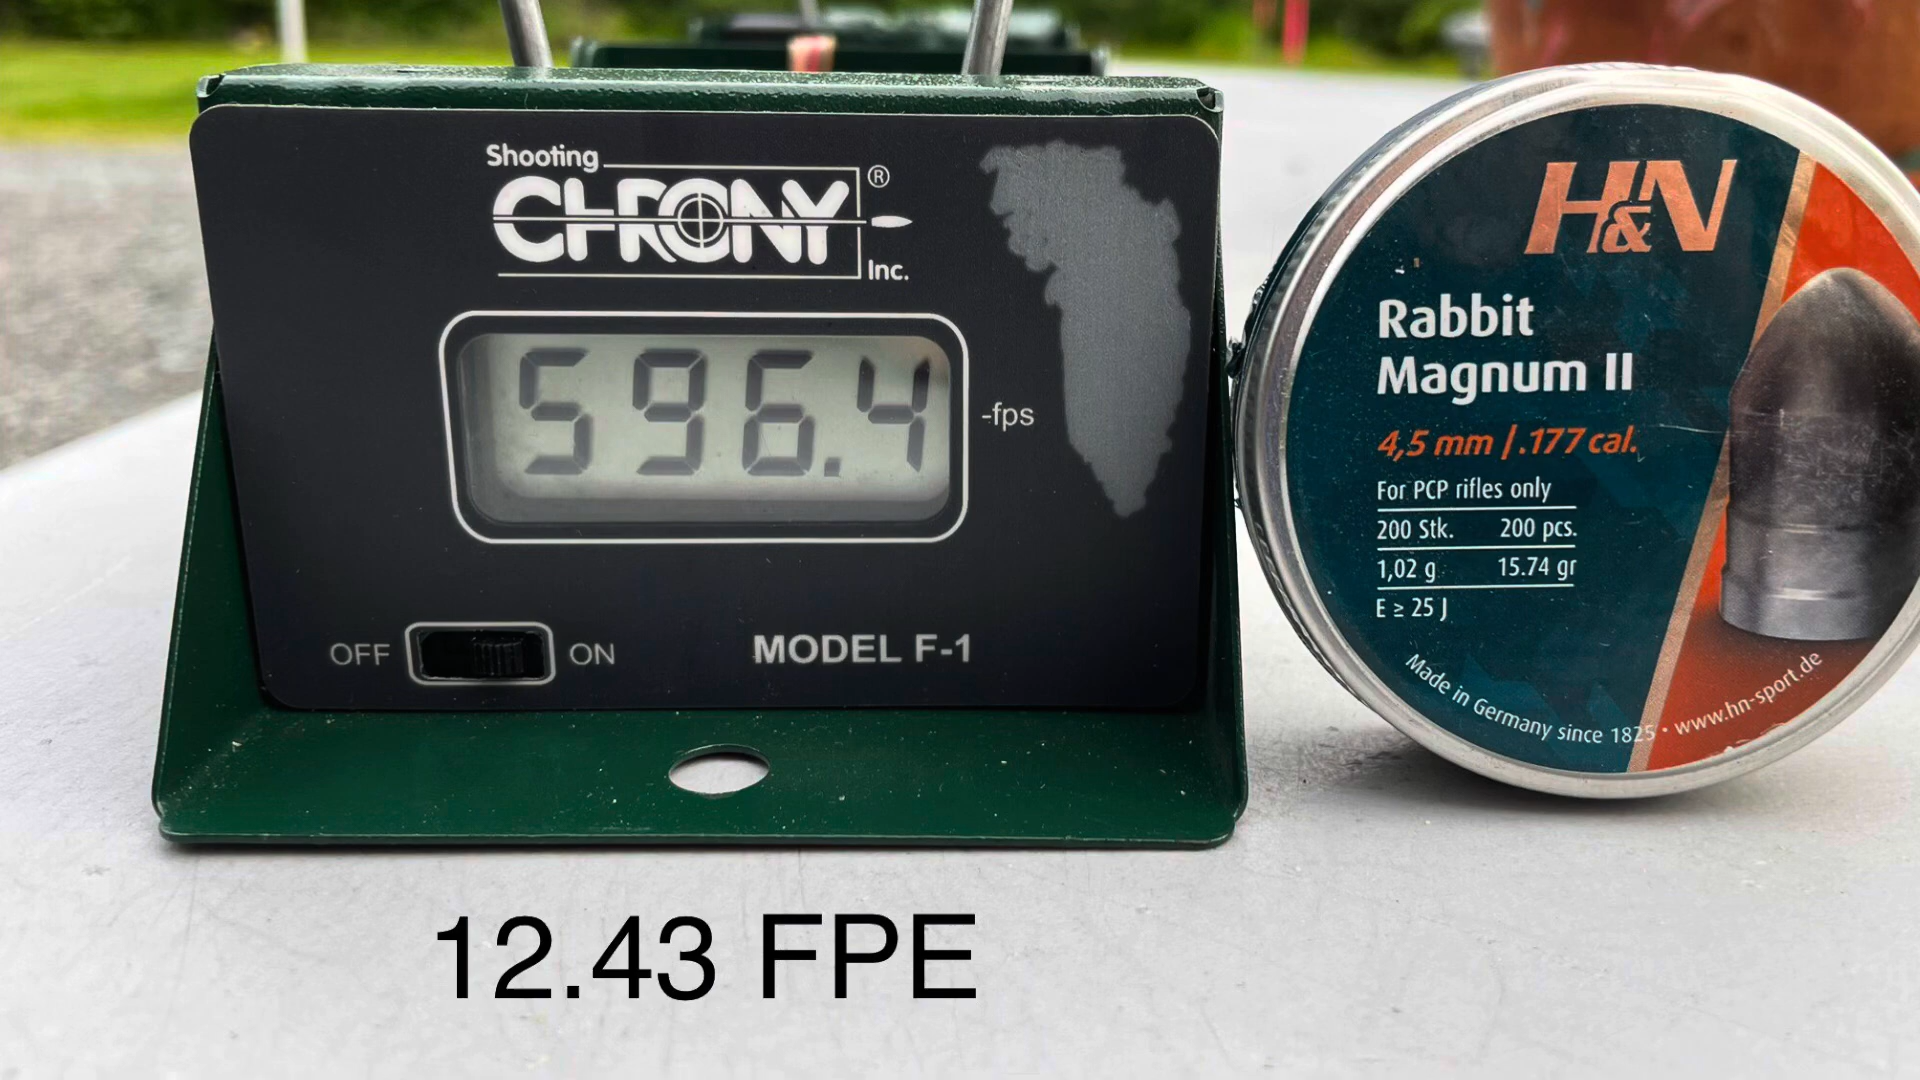 Shooting
CHRONY ®
Inc.
596.4
-fps
OFF ON
MODEL F-1
H&N
Rabbit
Magnum II
4,5 mm / .177 cal.
For PCP rifles only
200 Stk. 200 pcs.
1,02 g 15.74 gr
E ≥ 25 J
Made in Germany since 1825 • www.hn-sport.de
12.43 FPE